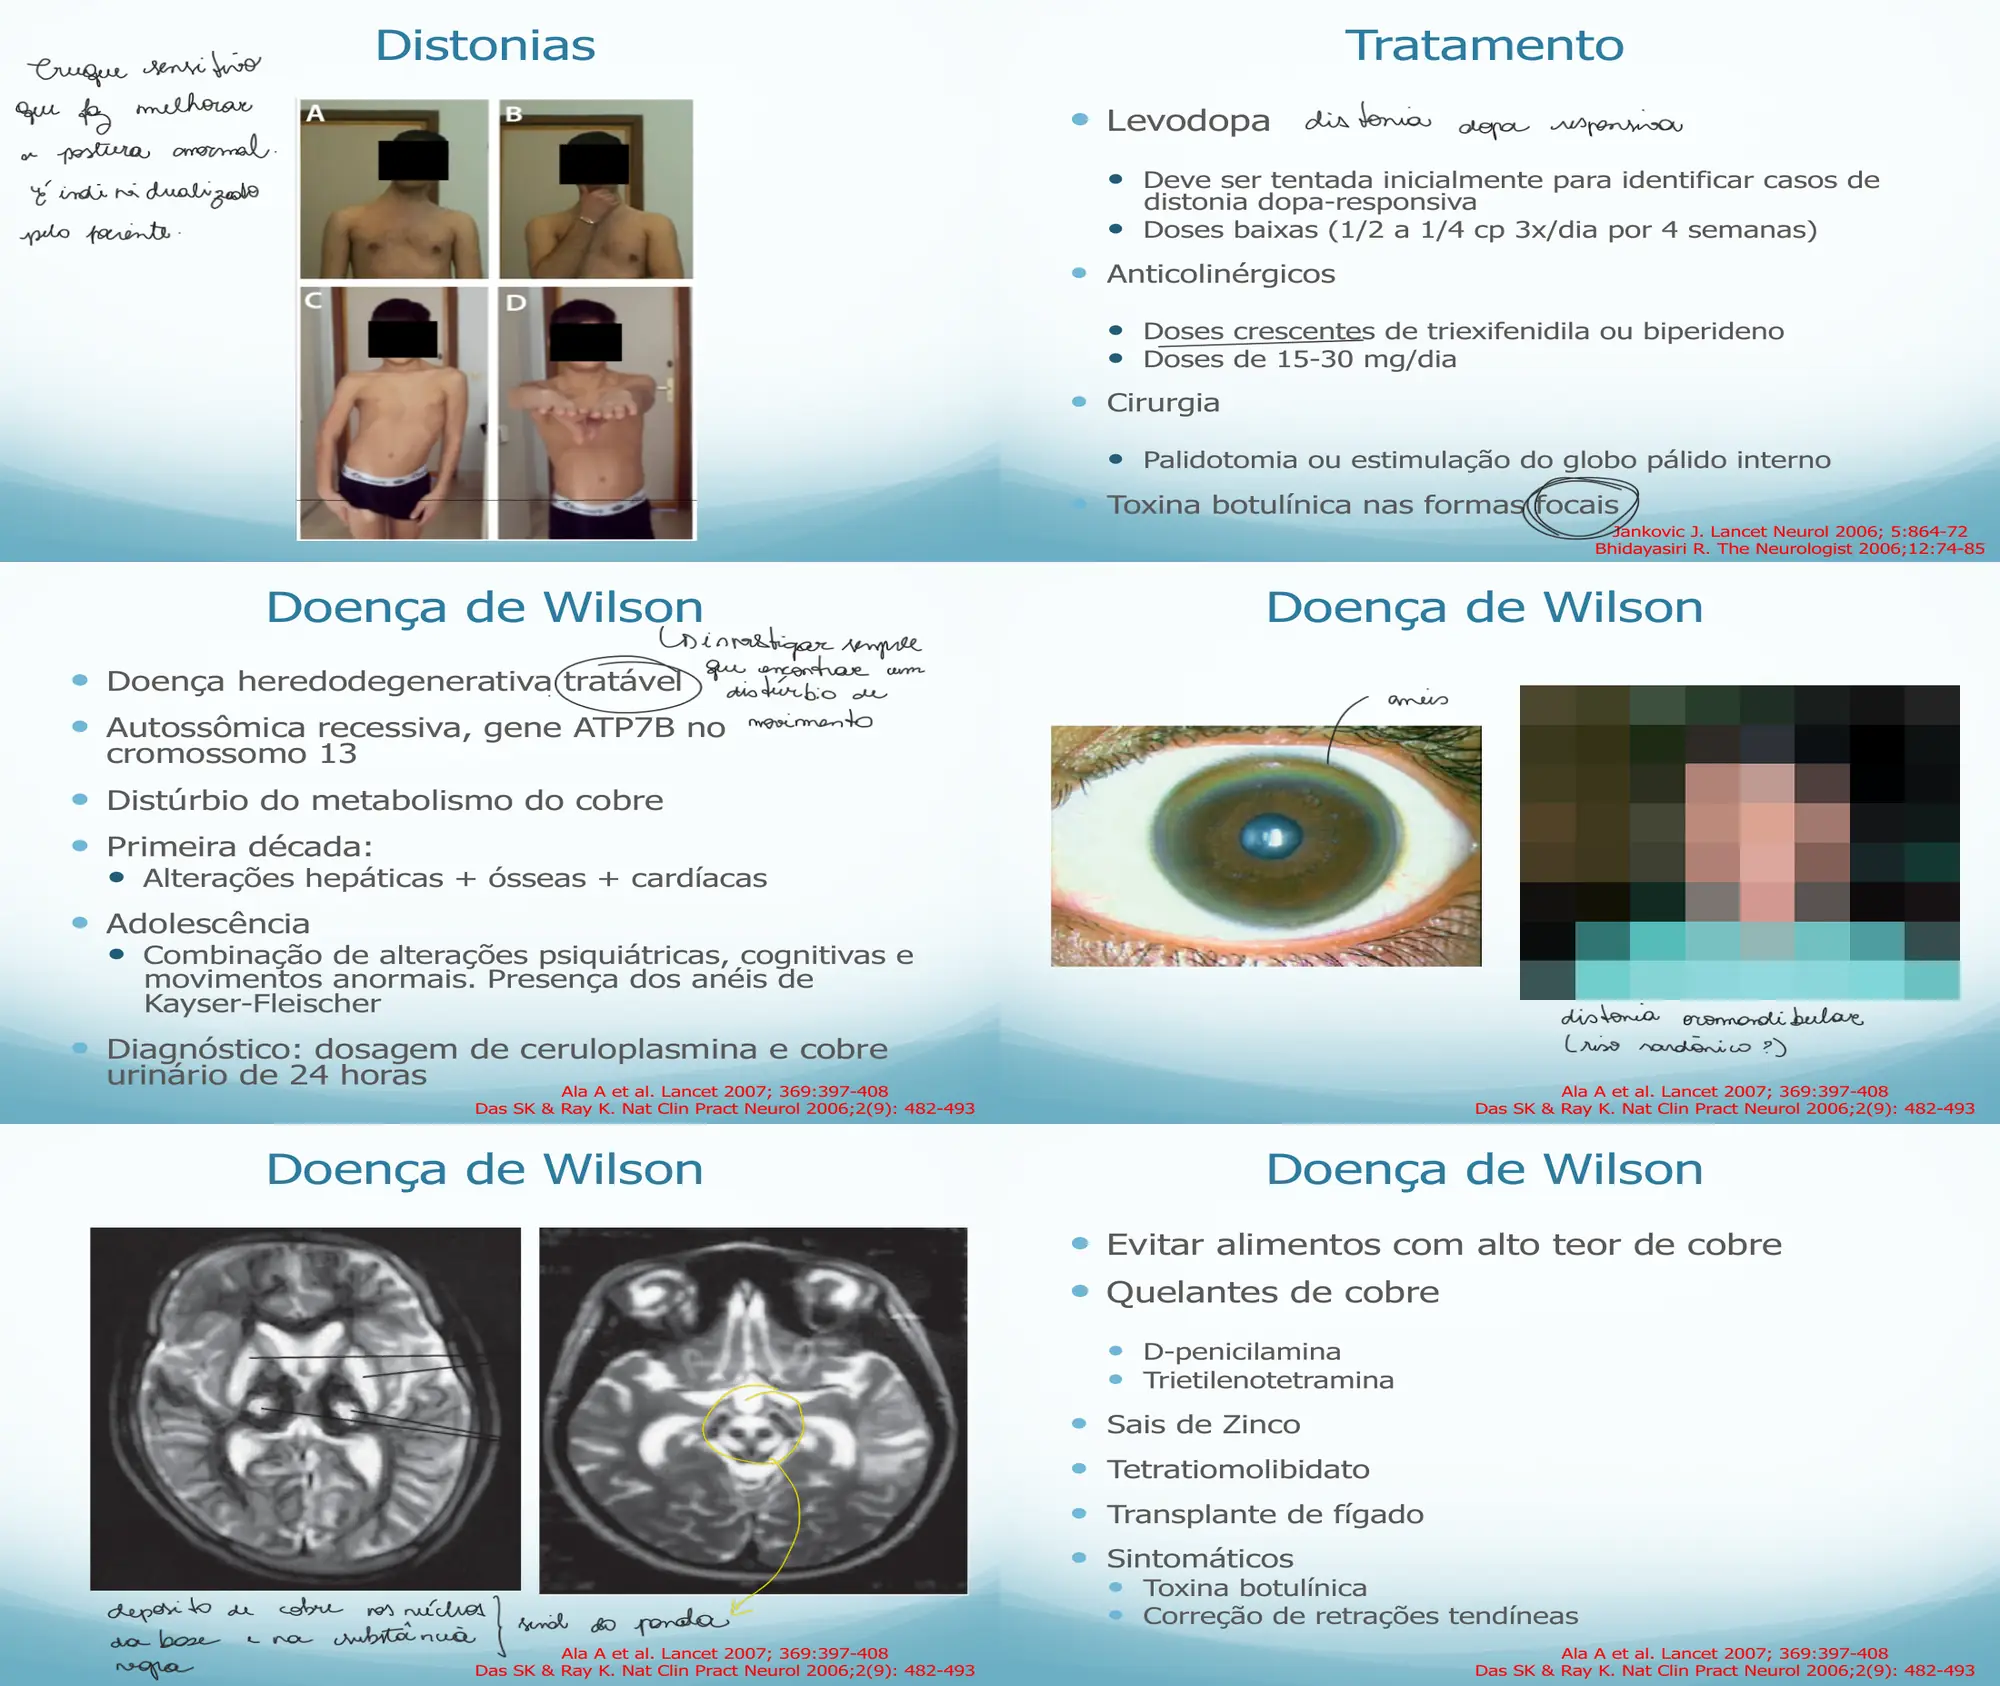 Distonias
truque sensitivo
que faz melhorar
a postura anormal.
É individualizado
pelo paciente.
A
B
C
D
Tratamento
Levodopa distonia dopa responsiva
Deve ser tentada inicialmente para identificar casos de
distonia dopa-responsiva
Doses baixas (1/2 a 1/4 cp 3x/dia por 4 semanas)
Anticolinérgicos
Doses crescentes de triexifenidila ou biperideno
Doses de 15-30 mg/dia
Cirurgia
Palidotomia ou estimulação do globo pálido interno
Toxina botulínica nas formas focais
Jankovic J. Lancet Neurol 2006; 5:864-72
Bhidayasiri R. The Neurologist 2006;12:74-85
Doença de Wilson
investigar sempre
que encontrar um
distúrbio de
movimento
Doença heredodegenerativa tratável
Autossômica recessiva, gene ATP7B no
cromossomo 13
Distúrbio do metabolismo do cobre
Primeira década:
Alterações hepáticas + ósseas + cardíacas
Adolescência
Combinação de alterações psiquiátricas, cognitivas e
movimentos anormais. Presença dos anéis de
Kayser-Fleischer
Diagnóstico: dosagem de ceruloplasmina e cobre
urinário de 24 horas
Ala A et al. Lancet 2007; 369:397-408
Das SK & Ray K. Nat Clin Pract Neurol 2006;2(9): 482-493
Doença de Wilson
anéis
distonia oromandibular
(riso sardônico?)
Ala A et al. Lancet 2007; 369:397-408
Das SK & Ray K. Nat Clin Pract Neurol 2006;2(9): 482-493
Doença de Wilson
deposito de cobre nos núcleos
da base e na substância
negra
sinal do panda
Ala A et al. Lancet 2007; 369:397-408
Das SK & Ray K. Nat Clin Pract Neurol 2006;2(9): 482-493
Doença de Wilson
Evitar alimentos com alto teor de cobre
Quelantes de cobre
D-penicilamina
Trietilenotetramina
Sais de Zinco
Tetratiomolibidato
Transplante de fígado
Sintomáticos
Toxina botulínica
Correção de retrações tendíneas
Ala A et al. Lancet 2007; 369:397-408
Das SK & Ray K. Nat Clin Pract Neurol 2006;2(9): 482-493